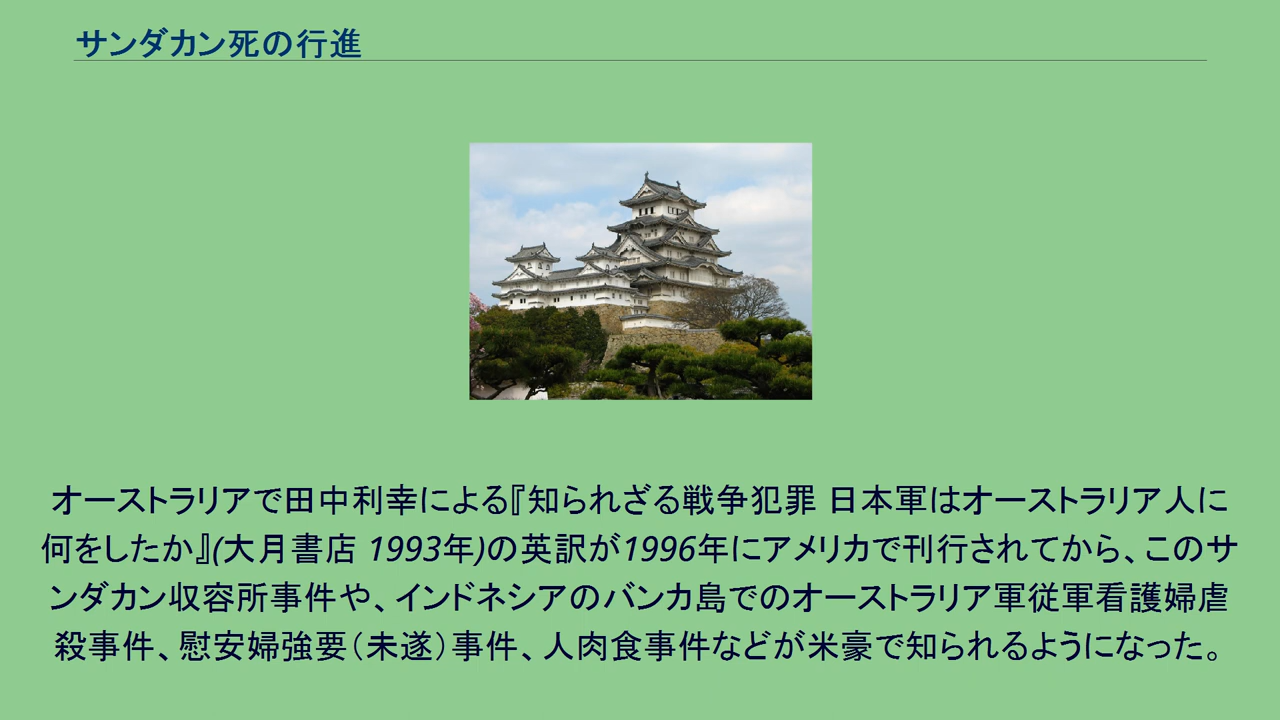 サンダカン死の行進
オーストラリアで田中利幸による『知られざる戦争犯罪 日本軍はオーストラリア人に
何をしたか』(大月書店 1993年)の英訳が1996年にアメリカで刊行されてから、このサ
ンダカン収容所事件や、インドネシアのバンカ島でのオーストラリア軍従軍看護婦虐
殺事件、慰安婦強要（未遂）事件、人肉食事件などが米豪で知られるようになった。